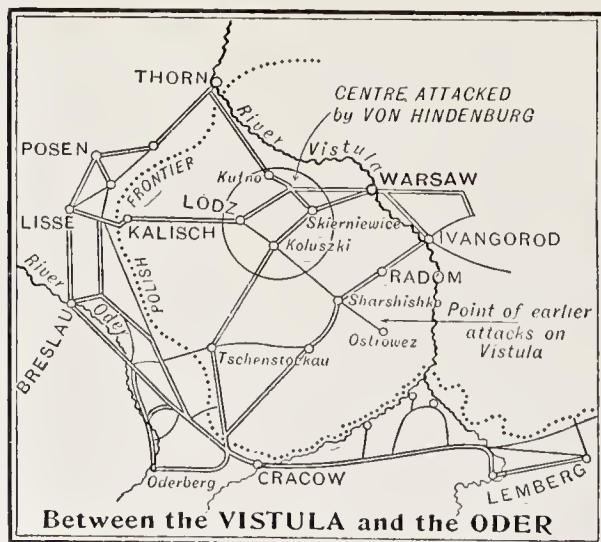 THORN
CENTRE ATTACKED
by VON HINDENBURG
River
Vistula
POSEN
Kutno
WARSAW
FRONTIER
LÓDZ
Skierniewice
LISSE
KALISCH
Koluszki
IVANGOROD
River
Oder
POLISH
RADOM
Sharshishko
Point of earlier
attacks on
Vistula
Ostrowez
BRESLAU
Tschenstockau
Oderberg
CRACOW
LEMBERG
Between the VISTULA and the ODER